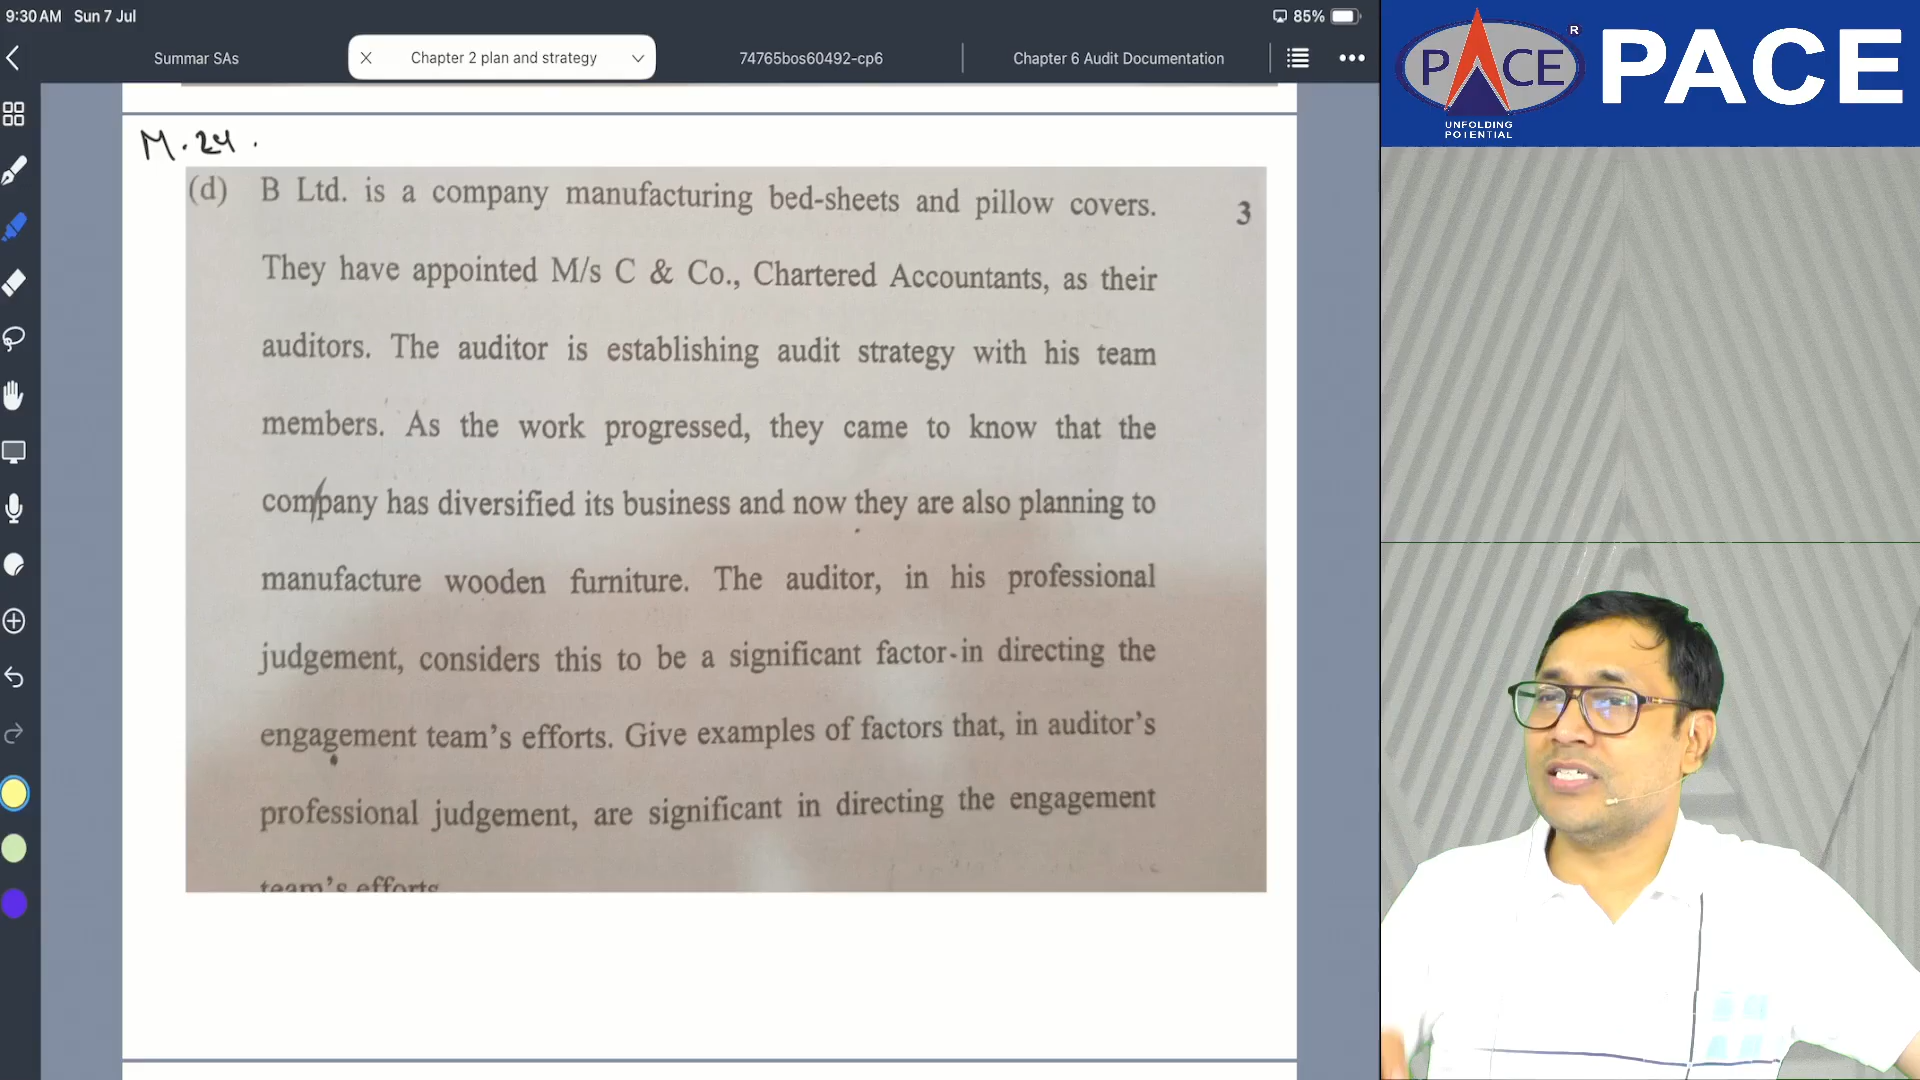 9:30 AM Sun 7 Jul
85%
Summar SAs
Chapter 2 plan and strategy
74765bos60492-cp6
Chapter 6 Audit Documentation
PACE
UNFOLDING
POTENTIAL
R
PACE
M.24.
(d) B Ltd. is a company manufacturing bed-sheets and pillow covers. 3
They have appointed M/s C & Co., Chartered Accountants, as their
auditors. The auditor is establishing audit strategy with his team
members. As the work progressed, they came to know that the
company has diversified its business and now they are also planning to
manufacture wooden furniture. The auditor, in his professional
judgement, considers this to be a significant factor-in directing the
engagement team's efforts. Give examples of factors that, in auditor's
professional judgement, are significant in directing the engagement
team's efforts